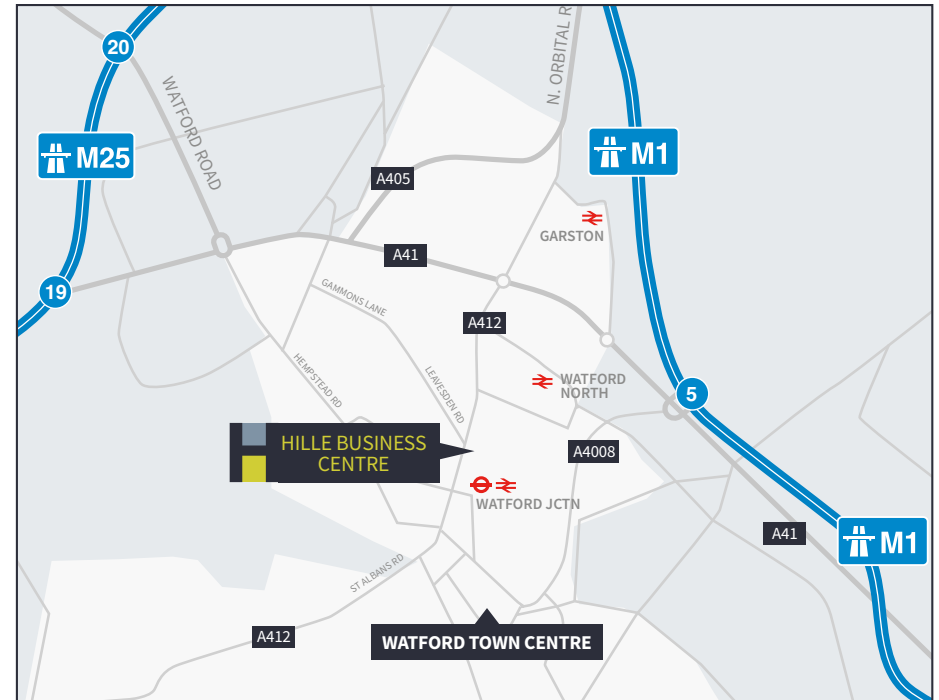 20
WATFORD ROAD
N. ORBITAL R
M25
M1
A405
GARSTON
A41
19
GAMMONS LANE
A412
HEMPSTEAD RD
LEAVESDEN RD
WATFORD
NORTH
5
HILLE BUSINESS
CENTRE
A4008
WATFORD JCTN
A41
M1
ST ALBANS RD
A412
WATFORD TOWN CENTRE